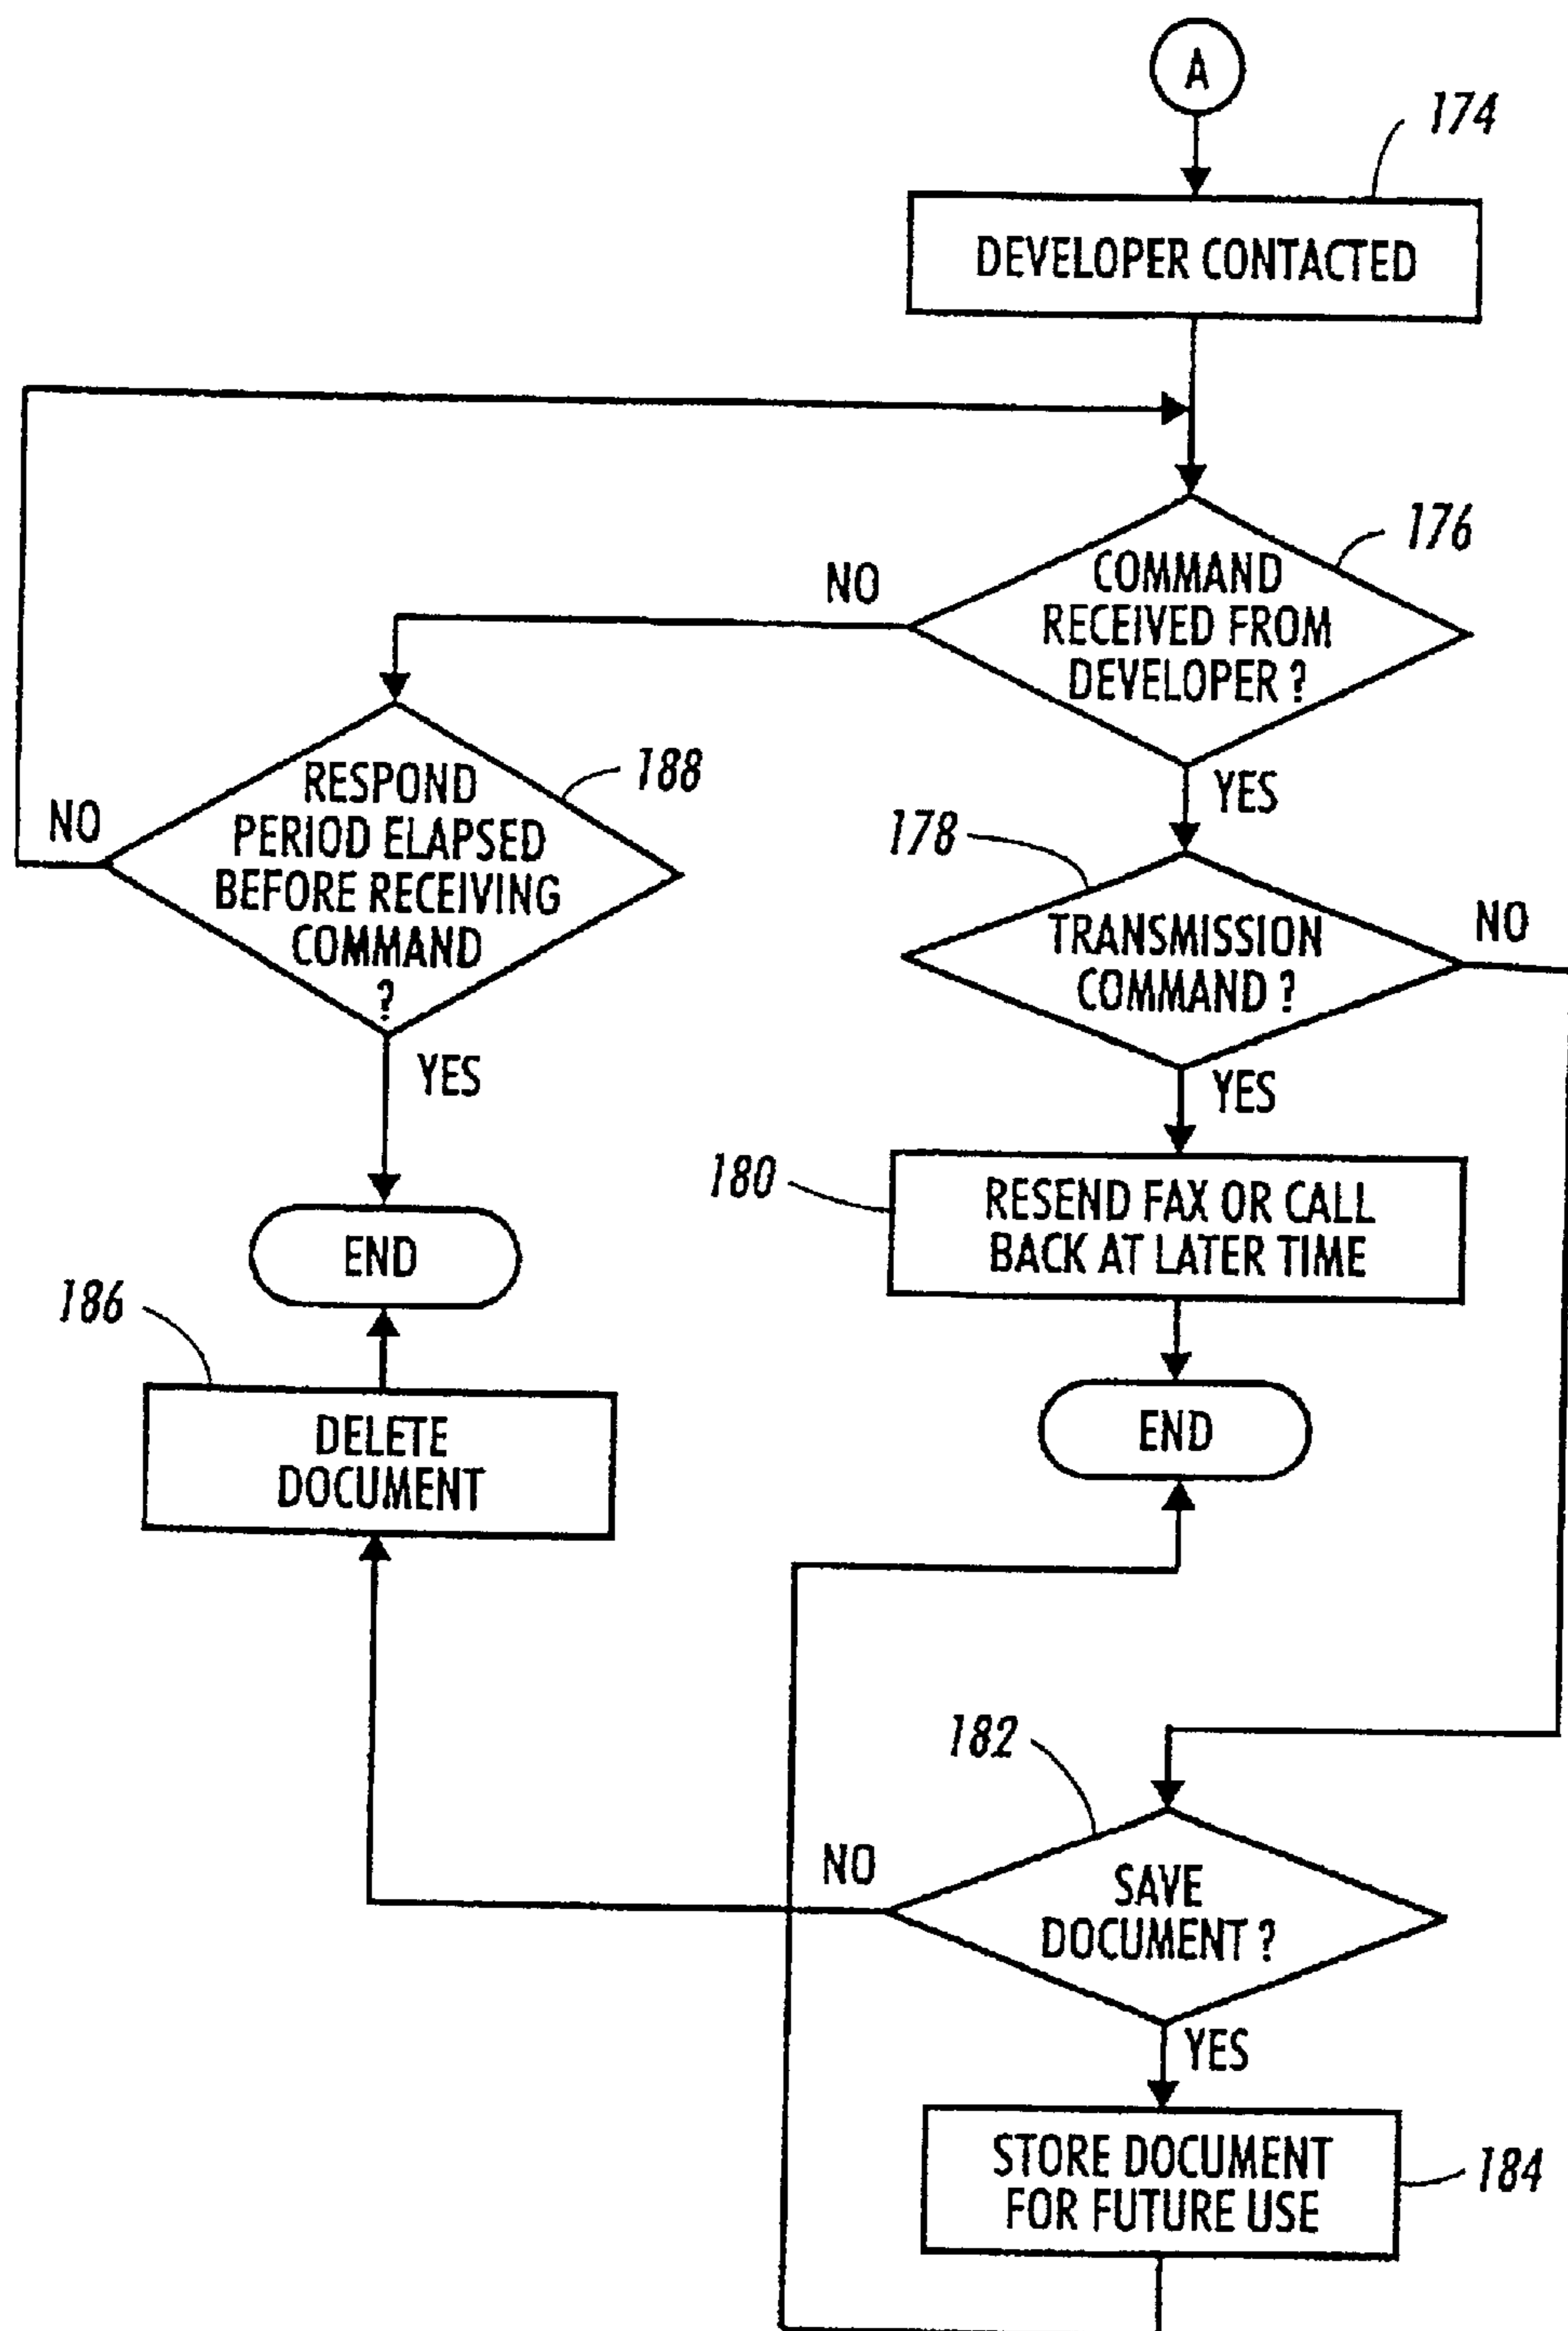 A
174
DEVELOPER CONTACTED
176
COMMAND
RECEIVED FROM
DEVELOPER ?
NO
YES
188
RESPOND
PERIOD ELAPSED
BEFORE RECEIVING
COMMAND
?
NO
YES
178
TRANSMISSION
COMMAND ?
NO
YES
180
RESEND FAX OR CALL
BACK AT LATER TIME
END
186
DELETE
DOCUMENT
END
182
SAVE
DOCUMENT ?
NO
YES
STORE DOCUMENT
FOR FUTURE USE
184